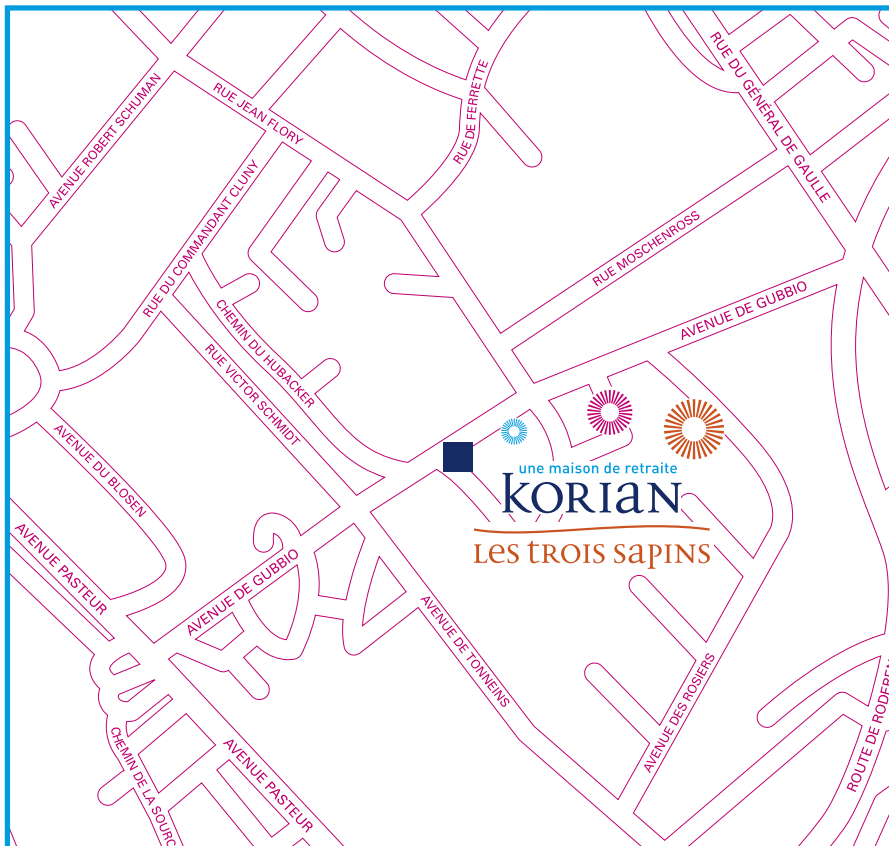 RUE DU GÉNÉRAL DE GAULLE
RUE JEAN FLORY
RUE DE FERRETTE
AVENUE ROBERT SCHUMAN
RUE DU COMMANDANT CLUNY
RUE MOSCHENROSS
AVENUE DE GUBBIO
CHEMIN DU HUBACKER
RUE VICTOR SCHMIDT
AVENUE DU BLOSEN
une maison de retraite
KORIAN
Les trois sapins
AVENUE PASTEUR
AVENUE DE GUBBIO
AVENUE DE TONNEINS
AVENUE DES ROSIERS
ROUTE DE RODEREN
CHEMIN DE LA SOURC
AVENUE PASTEUR